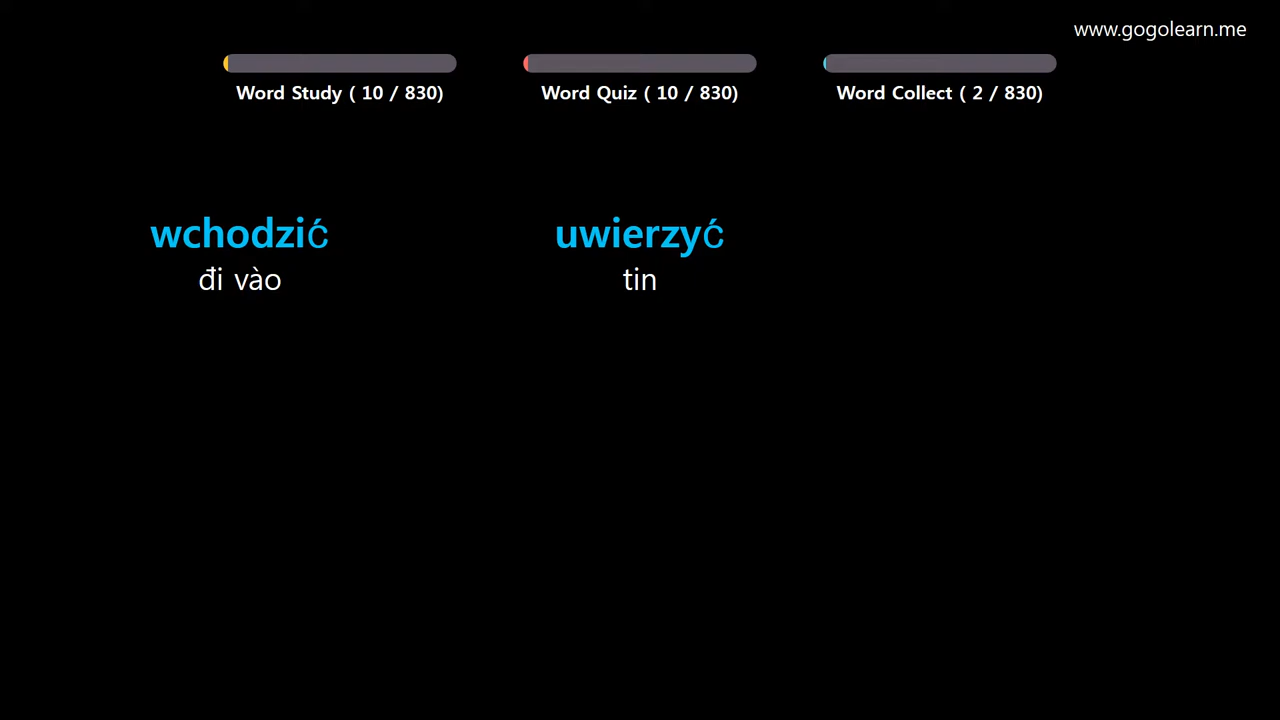 www.gogolearn.me
Word Study ( 10 / 830)
Word Quiz ( 10 / 830)
Word Collect ( 2 / 830)
wchodzić
đi vào
uwierzyć
tin